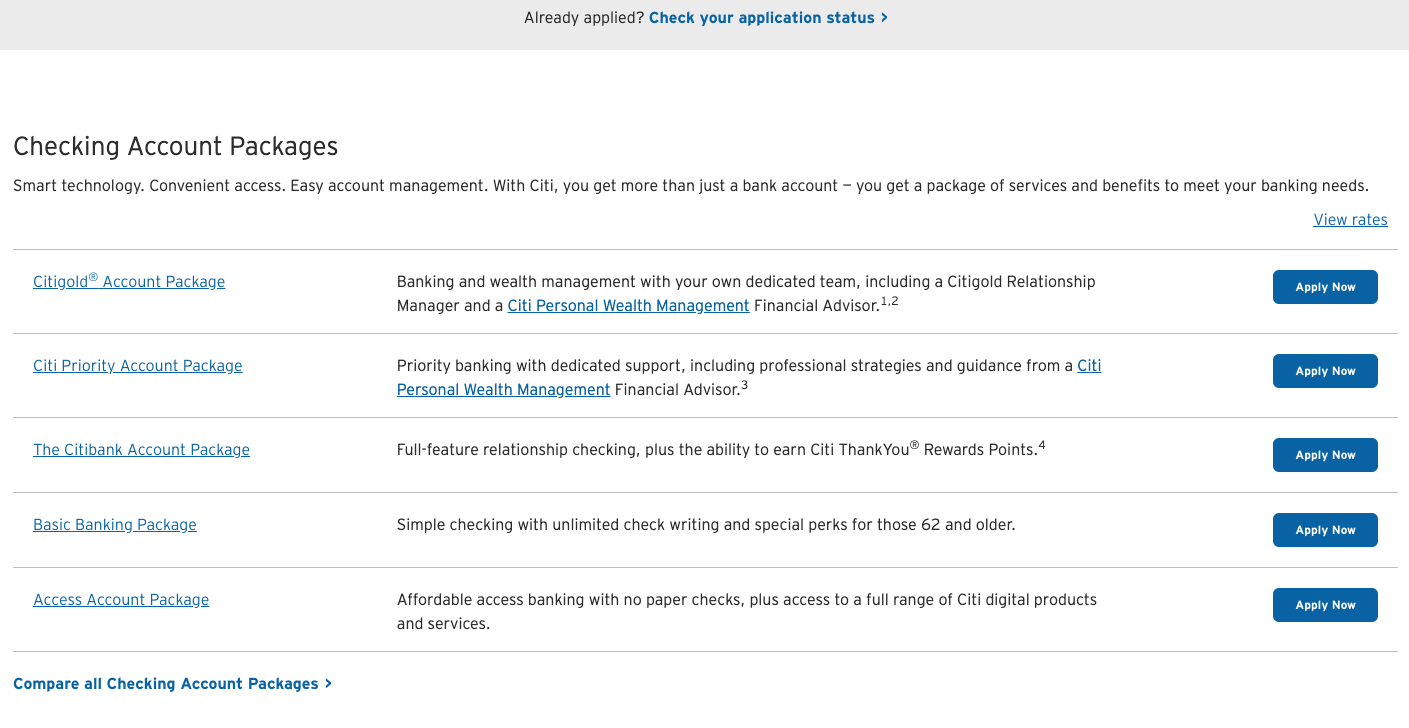 Already applied? Check your application status >
Checking Account Packages
Smart technology. Convenient access. Easy account management. With Citi, you get more than just a bank account – you get a package of services and benefits to meet your banking needs.
View rates
Citigold® Account Package
Banking and wealth management with your own dedicated team, including a Citigold Relationship
Manager and a Citi Personal Wealth Management Financial Advisor.1,2
Apply Now
Citi Priority Account Package
Priority banking with dedicated support, including professional strategies and guidance from a Citi
Personal Wealth Management Financial Advisor.3
Apply Now
The Citibank Account Package
Full-feature relationship checking, plus the ability to earn Citi ThankYou® Rewards Points.4
Apply Now
Basic Banking Package
Simple checking with unlimited check writing and special perks for those 62 and older.
Apply Now
Access Account Package
Affordable access banking with no paper checks, plus access to a full range of Citi digital products
and services.
Apply Now
Compare all Checking Account Packages >